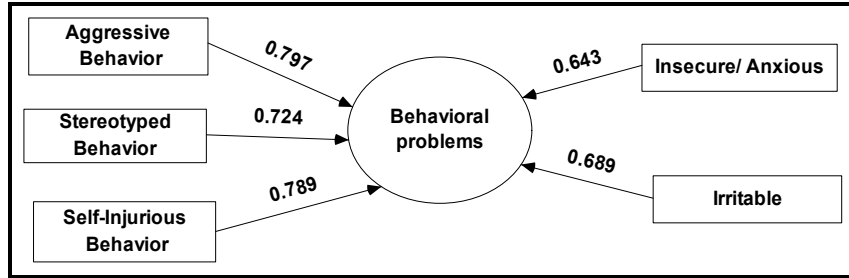 Aggressive
Behavior
0.797
Stereotyped
Behavior
0.724
Self-Injurious
Behavior
0.789
Behavioral
problems
0.643
Insecure/ Anxious
0.689
Irritable